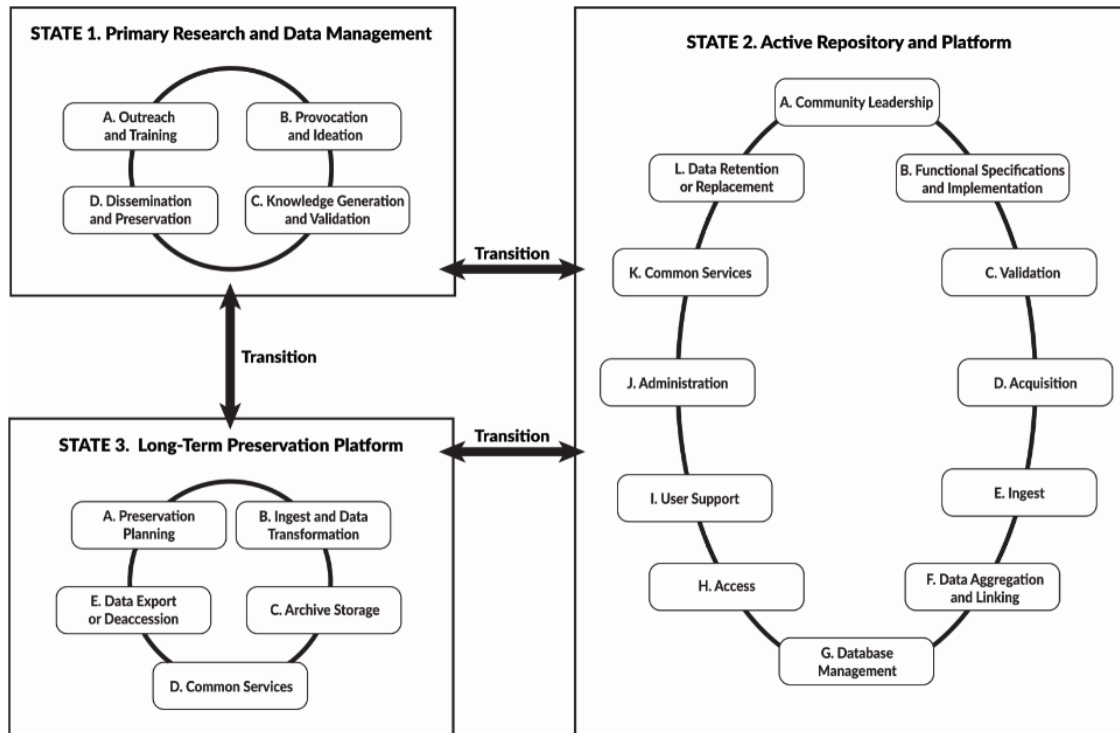 STATE 1. Primary Research and Data Management
A. Outreach
and Training
B. Provocation
and Ideation
D. Dissemination
and Preservation
C. Knowledge Generation
and Validation
Transition
Transition
STATE 3. Long-Term Preservation Platform
A. Preservation
Planning
B. Ingest and Data
Transformation
E. Data Export
or Deaccession
C. Archive Storage
D. Common Services
Transition
STATE 2. Active Repository and Platform
A. Community Leadership
L. Data Retention
or Replacement
B. Functional Specifications
and Implementation
K. Common Services
C. Validation
J. Administration
D. Acquisition
I. User Support
E. Ingest
H. Access
F. Data Aggregation
and Linking
G. Database
Management